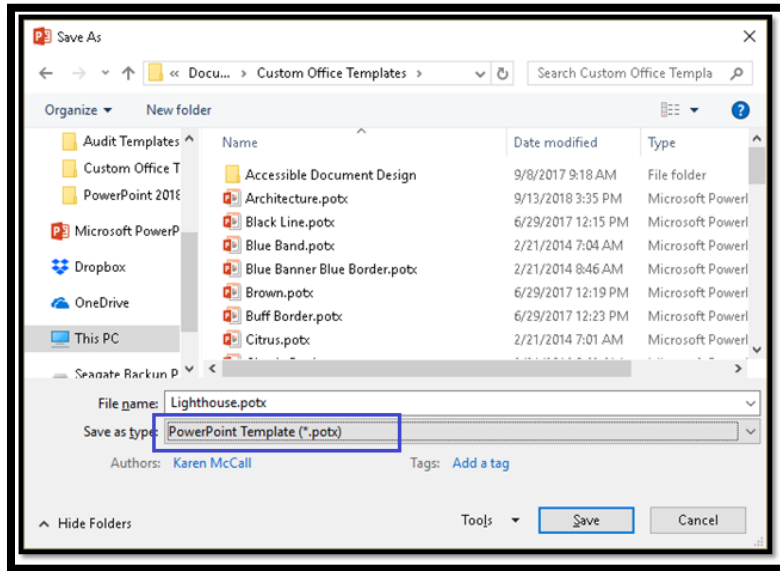 Save As
« Docu... > Custom Office Templates >
Search Custom Office Templa
Organize
New folder
Name Date modified Type
Audit Templates
Custom Office T
PowerPoint 2018
Microsoft PowerP
Dropbox
OneDrive
This PC
Seagate Backup P
Accessible Document Design 9/8/2017 9:18 AM File folder
Architecture.potx 9/13/2018 3:35 PM Microsoft Powerl
Black Line.potx 6/29/2017 12:15 PM Microsoft Powerl
Blue Band.potx 2/21/2014 7:04 AM Microsoft Powerl
Blue Banner Blue Border.potx 2/21/2014 8:46 AM Microsoft Powerl
Brown.potx 6/29/2017 12:19 PM Microsoft Powerl
Buff Border.potx 6/29/2017 12:23 PM Microsoft Powerl
Citrus.potx 2/21/2014 7:01 AM Microsoft Powerl
File name: Lighthouse.potx
Save as type: PowerPoint Template (*.potx)
Authors: Karen McCall Tags: Add a tag
Hide Folders
Tools Save Cancel